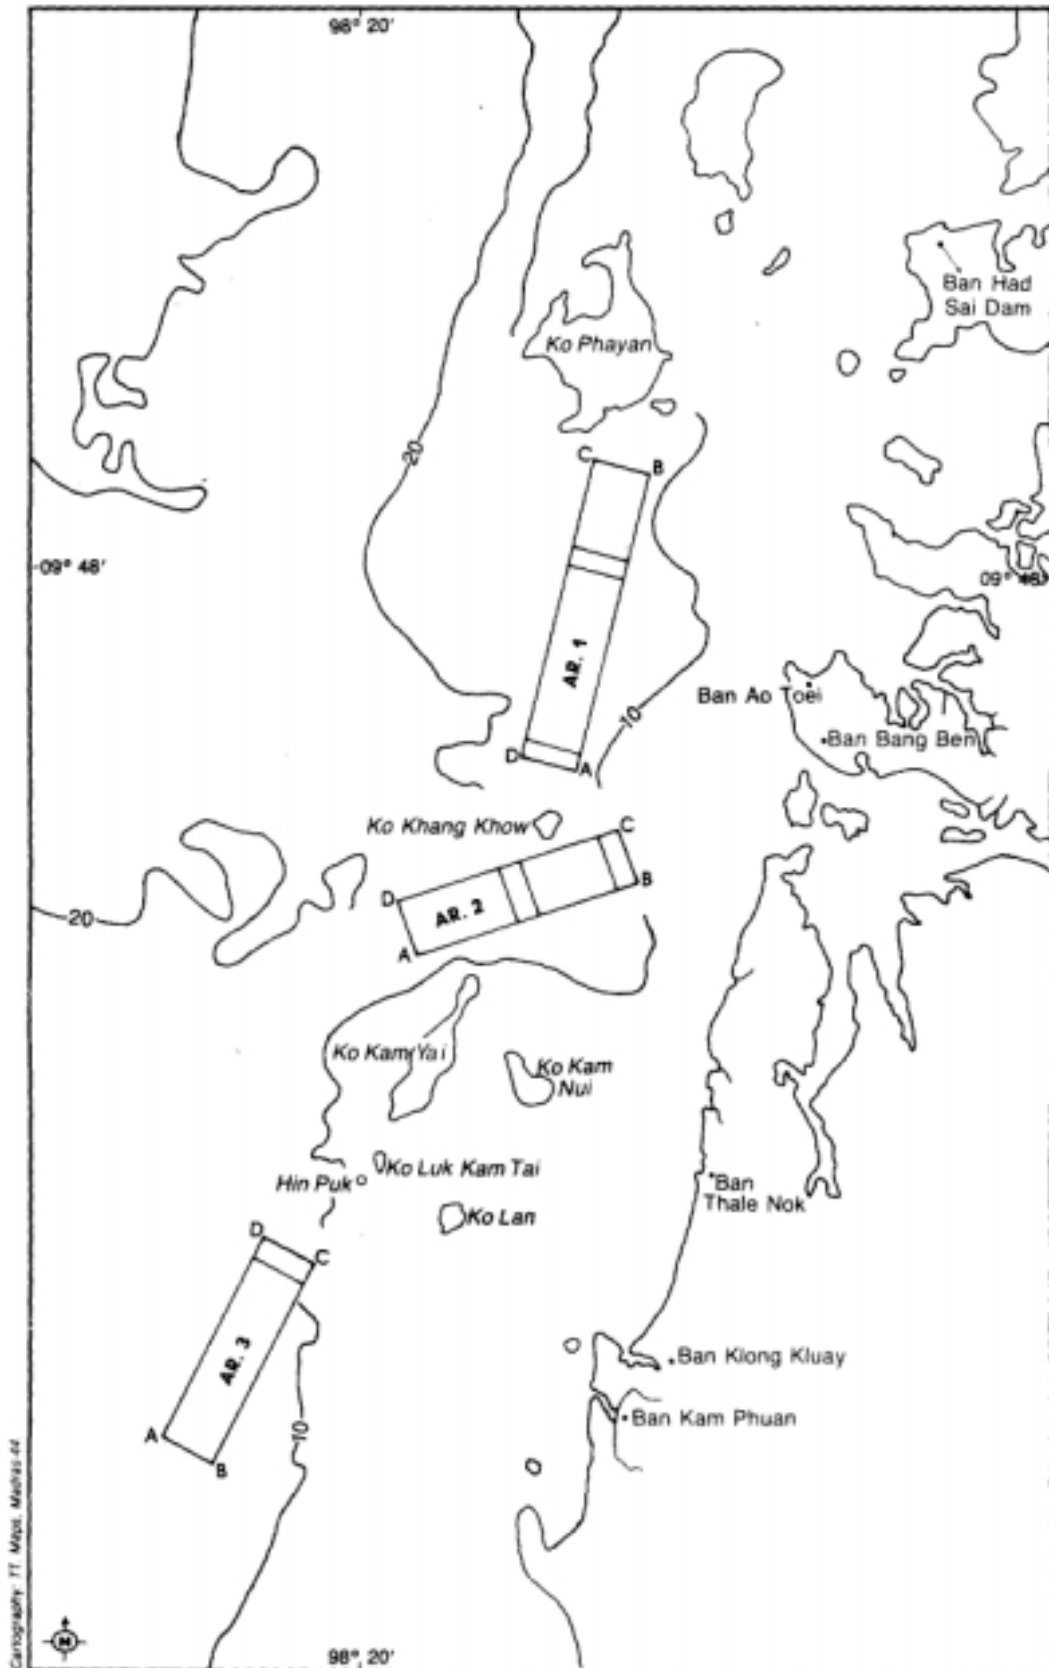 98° 20'
Ban Had
Sai Dam
Ko Phayan
20
C
B
09° 48'
09° 48'
AR. 1
Ban Ao Toei
10
Ban Bang Ben
D
A
Ko Khang Khow
C
D
B
20
AR. 2
A
Ko Kam Yai
Ko Kam
Nui
Ko Luk Kam Tai
Hin Puk
Ban
Thale Nok
Ko Lan
D
C
AR. 3
Ban Klong Kluay
Ban Kam Phuan
A
10
B
Cartography: T.T. Maps, Madras-44.
N
98° 20'